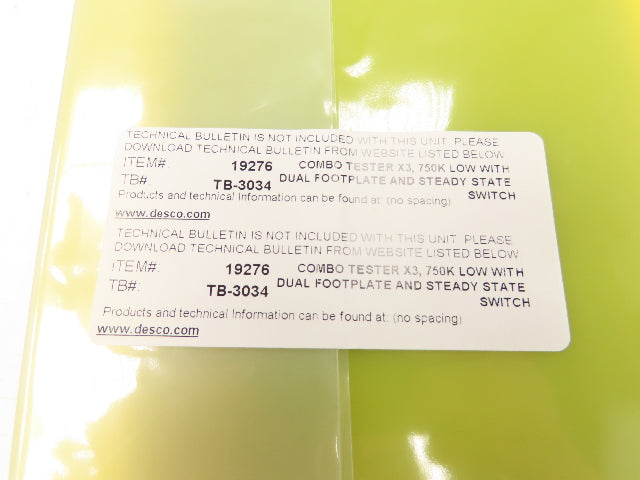 TECHNICAL BULLETIN IS NOT INCLUDED WITH THIS UNIT. PLEASE
DOWNLOAD TECHNICAL BULLETIN FROM WEBSITE LISTED BELOW
ITEM#: 19276 COMBO TESTER X3, 750K LOW WITH
TB#: TB-3034 DUAL FOOTPLATE AND STEADY STATE
SWITCH
Products and technical Information can be found at: (no spacing)
www.desco.com
TECHNICAL BULLETIN IS NOT INCLUDED WITH THIS UNIT. PLEASE
DOWNLOAD TECHNICAL BULLETIN FROM WEBSITE LISTED BELOW
ITEM#: 19276 COMBO TESTER X3, 750K LOW WITH
TB#: TB-3034 DUAL FOOTPLATE AND STEADY STATE
SWITCH
Products and technical Information can be found at: (no spacing)
www.desco.com